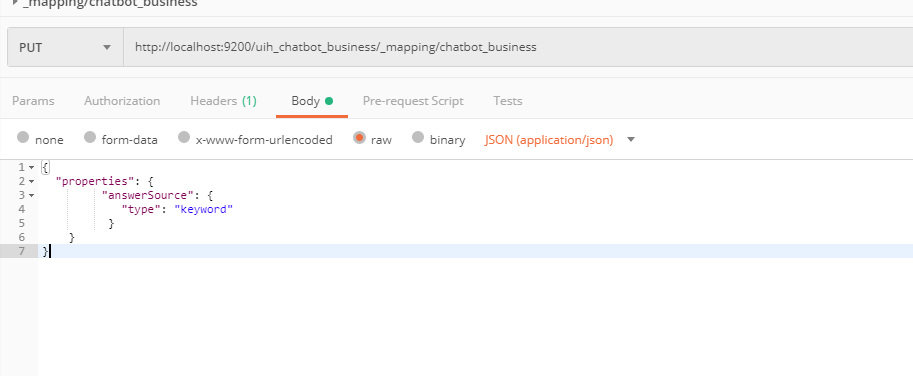 _mapping/chatbot_business
PUT http://localhost:9200/uih_chatbot_business/_mapping/chatbot_business
Params Authorization Headers (1) Body Pre-request Script Tests
none form-data x-www-form-urlencoded raw binary JSON (application/json)
1 {
2 "properties": {
3 "answerSource": {
4 "type": "keyword"
5 }
6 }
7 }